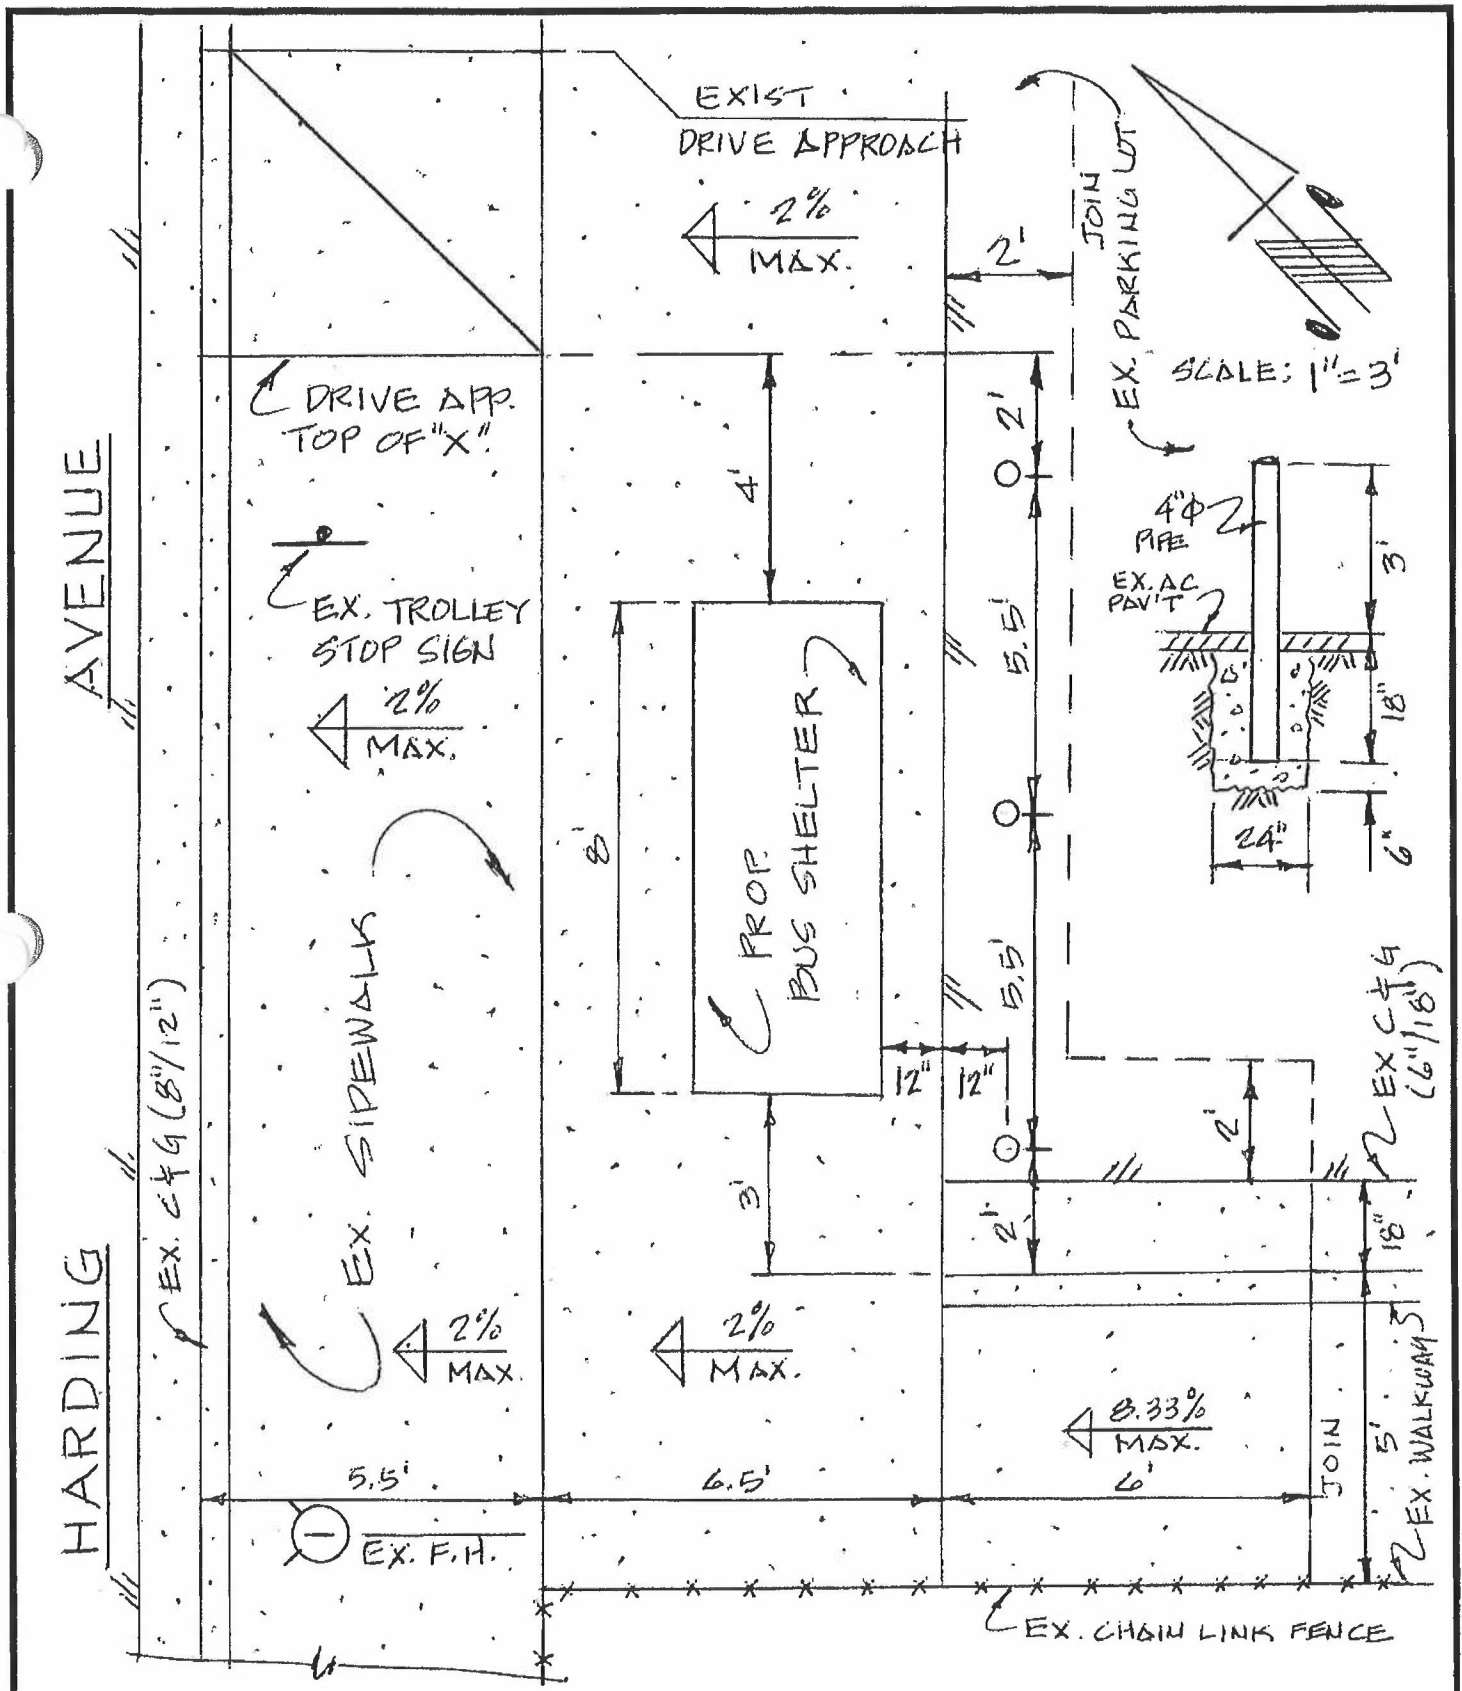 EXIST
DRIVE APPROACH
2%
MAX.
2'
JOIN
EX. PARKING LOT
SCALE: 1"=3'
DRIVE APP.
TOP OF "X"
4'
2'
4"Φ
PIPE
EX. AC
PAV'T
3'
18"
6"
24"
EX. TROLLEY
STOP SIGN
2%
MAX.
AVENUE
HARDING
8'
PROP.
BUS SHELTER
5.5'
5.5'
EX. SIDEWALK
EX. C&G (8"/12")
12"
12"
2'
EX C&G
(6"/18")
3'
2'
18"
2%
MAX.
2%
MAX.
8.33%
MAX.
5.5'
6.5'
6'
JOIN
5'
EX. WALKWAY
EX. F.H.
EX. CHAIN LINK FENCE